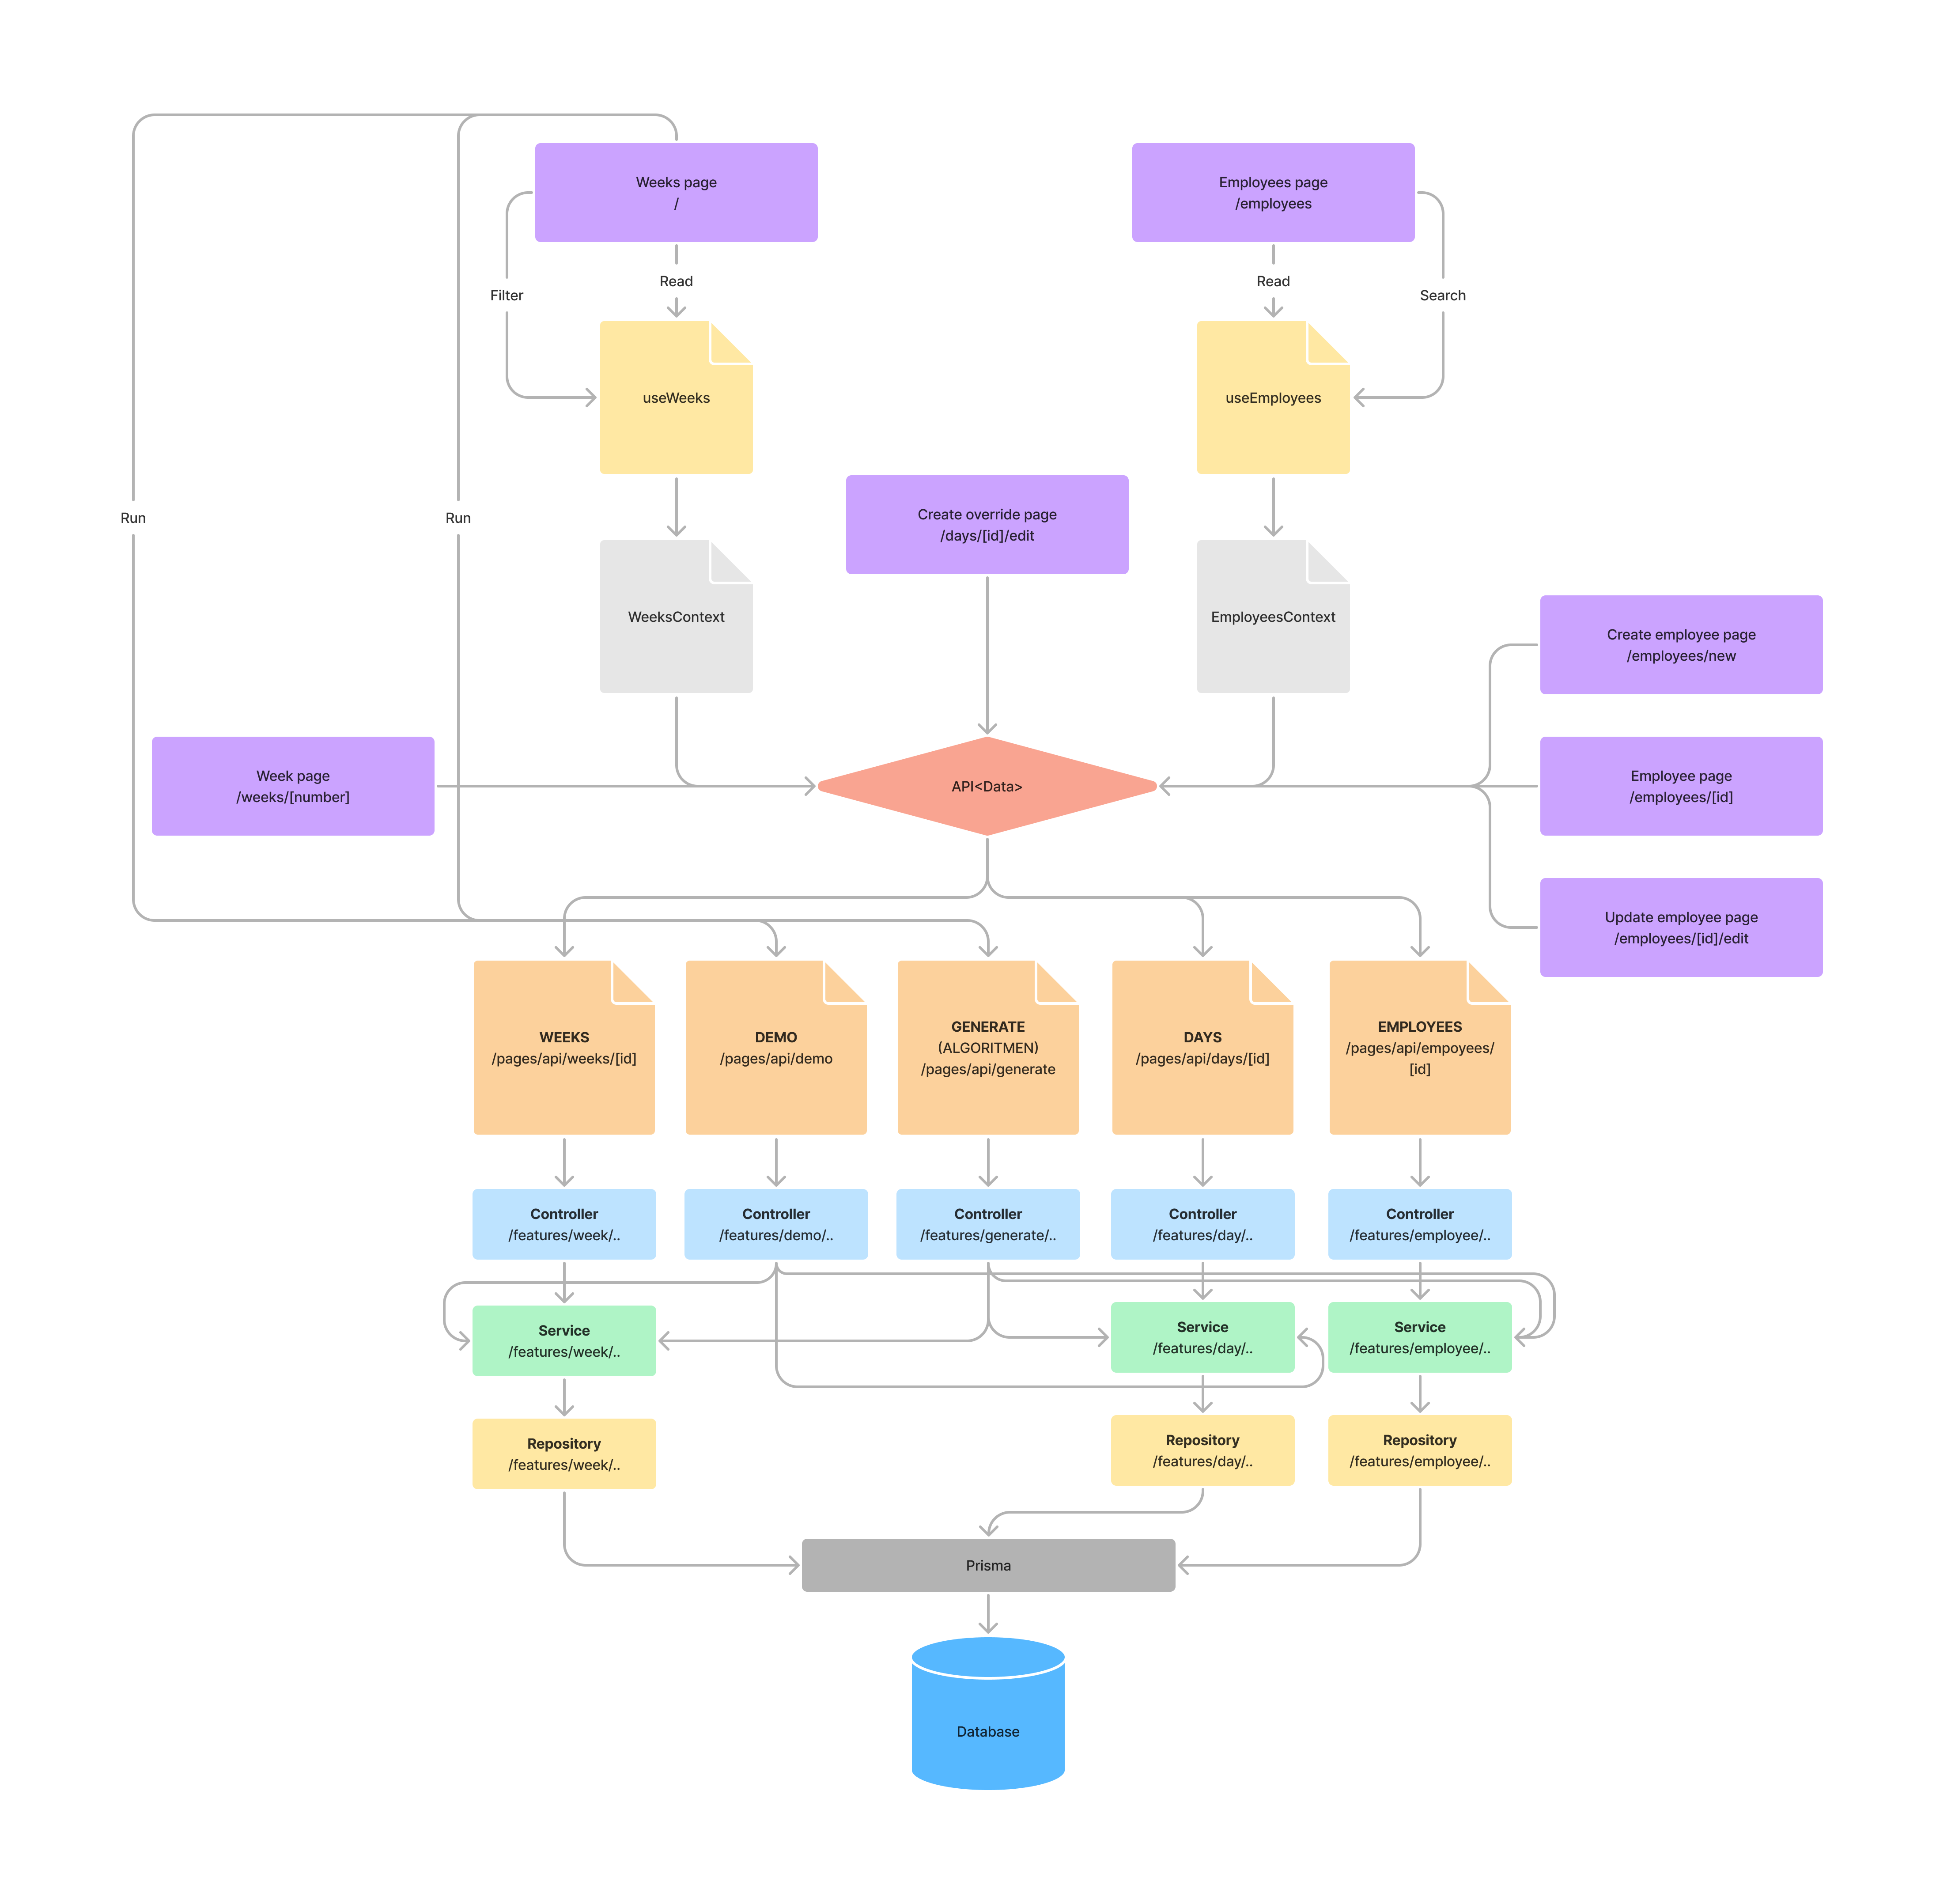 Weeks page
/
Employees page
/employees
Read
Filter
Read
Search
useWeeks
useEmployees
Run
Run
Create override page
/days/[id]/edit
WeeksContext
EmployeesContext
Create employee page
/employees/new
Week page
/weeks/[number]
API<Data>
Employee page
/employees/[id]
Update employee page
/employees/[id]/edit
WEEKS
/pages/api/weeks/[id]
DEMO
/pages/api/demo
GENERATE
(ALGORITMEN)
/pages/api/generate
DAYS
/pages/api/days/[id]
EMPLOYEES
/pages/api/empoyees/
[id]
Controller
/features/week/..
Controller
/features/demo/..
Controller
/features/generate/..
Controller
/features/day/..
Controller
/features/employee/..
Service
/features/week/..
Service
/features/day/..
Service
/features/employee/..
Repository
/features/week/..
Repository
/features/day/..
Repository
/features/employee/..
Prisma
Database